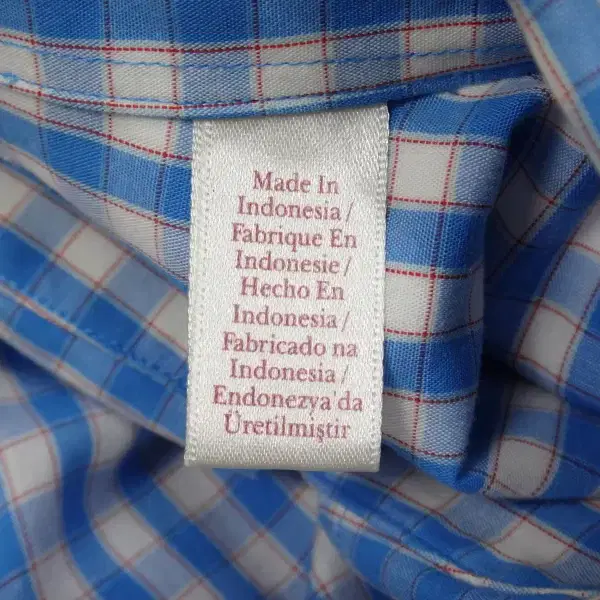 Made In
Indonesia /
Fabrique En
Indonesie /
Hecho En
Indonesia /
Fabricado na
Indonesia /
Endonezya da
Üretilmiştir